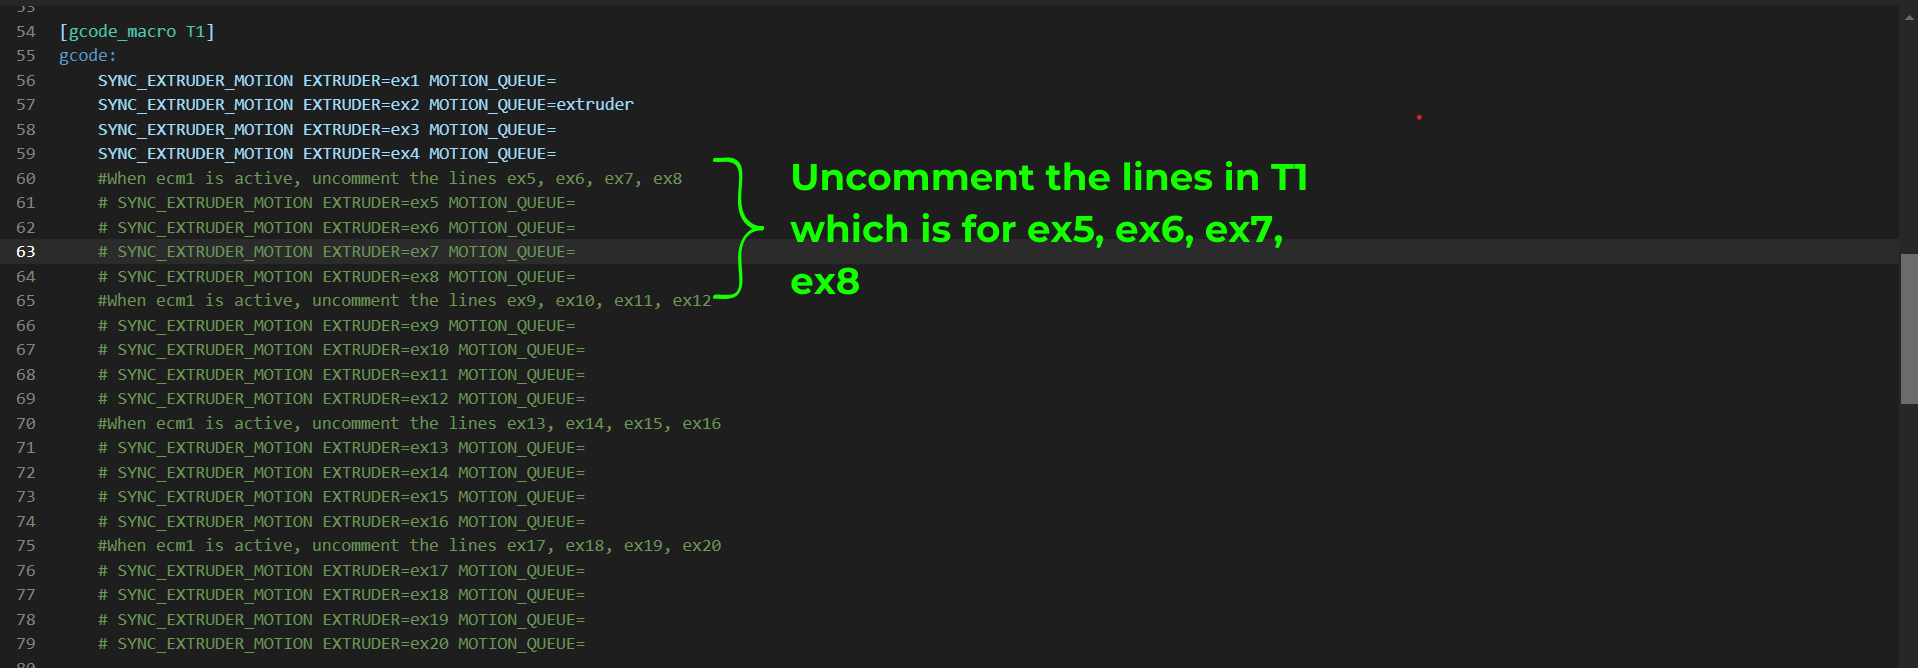 53
54 [gcode_macro T1]
55 gcode:
56 SYNC_EXTRUDER_MOTION EXTRUDER=ex1 MOTION_QUEUE=
57 SYNC_EXTRUDER_MOTION EXTRUDER=ex2 MOTION_QUEUE=extruder
58 SYNC_EXTRUDER_MOTION EXTRUDER=ex3 MOTION_QUEUE=
59 SYNC_EXTRUDER_MOTION EXTRUDER=ex4 MOTION_QUEUE=
60 #When ecm1 is active, uncomment the lines ex5, ex6, ex7, ex8
61 # SYNC_EXTRUDER_MOTION EXTRUDER=ex5 MOTION_QUEUE=
62 # SYNC_EXTRUDER_MOTION EXTRUDER=ex6 MOTION_QUEUE=
63 # SYNC_EXTRUDER_MOTION EXTRUDER=ex7 MOTION_QUEUE=
64 # SYNC_EXTRUDER_MOTION EXTRUDER=ex8 MOTION_QUEUE=
65 #When ecm1 is active, uncomment the lines ex9, ex10, ex11, ex12
66 # SYNC_EXTRUDER_MOTION EXTRUDER=ex9 MOTION_QUEUE=
67 # SYNC_EXTRUDER_MOTION EXTRUDER=ex10 MOTION_QUEUE=
68 # SYNC_EXTRUDER_MOTION EXTRUDER=ex11 MOTION_QUEUE=
69 # SYNC_EXTRUDER_MOTION EXTRUDER=ex12 MOTION_QUEUE=
70 #When ecm1 is active, uncomment the lines ex13, ex14, ex15, ex16
71 # SYNC_EXTRUDER_MOTION EXTRUDER=ex13 MOTION_QUEUE=
72 # SYNC_EXTRUDER_MOTION EXTRUDER=ex14 MOTION_QUEUE=
73 # SYNC_EXTRUDER_MOTION EXTRUDER=ex15 MOTION_QUEUE=
74 # SYNC_EXTRUDER_MOTION EXTRUDER=ex16 MOTION_QUEUE=
75 #When ecm1 is active, uncomment the lines ex17, ex18, ex19, ex20
76 # SYNC_EXTRUDER_MOTION EXTRUDER=ex17 MOTION_QUEUE=
77 # SYNC_EXTRUDER_MOTION EXTRUDER=ex18 MOTION_QUEUE=
78 # SYNC_EXTRUDER_MOTION EXTRUDER=ex19 MOTION_QUEUE=
79 # SYNC_EXTRUDER_MOTION EXTRUDER=ex20 MOTION_QUEUE=
80
Uncomment the lines in T1
which is for ex5, ex6, ex7,
ex8